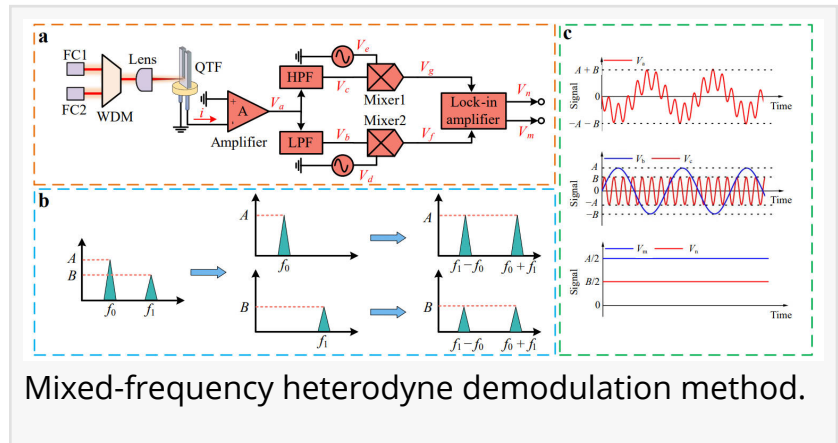 a
FC1
FC2
WDM
Lens
QTF
i
+
A
-
Amplifier
V_a
HPF
LPF
V_c
V_b
V_e
V_d
Mixer1
Mixer2
V_g
V_f
Lock-in
amplifier
V_n
V_m
b
A
B
f_0 f_1
A
f_0
B
f_1
A
f_1-f_0 f_0+f_1
B
f_1-f_0 f_0+f_1
c
V_a
A + B
0
-A - B
Signal
Time
V_b V_c
A
B
0
-A
-B
Signal
Time
V_m V_n
A/2
B/2
0
Signal
Time
Mixed-frequency heterodyne demodulation method.